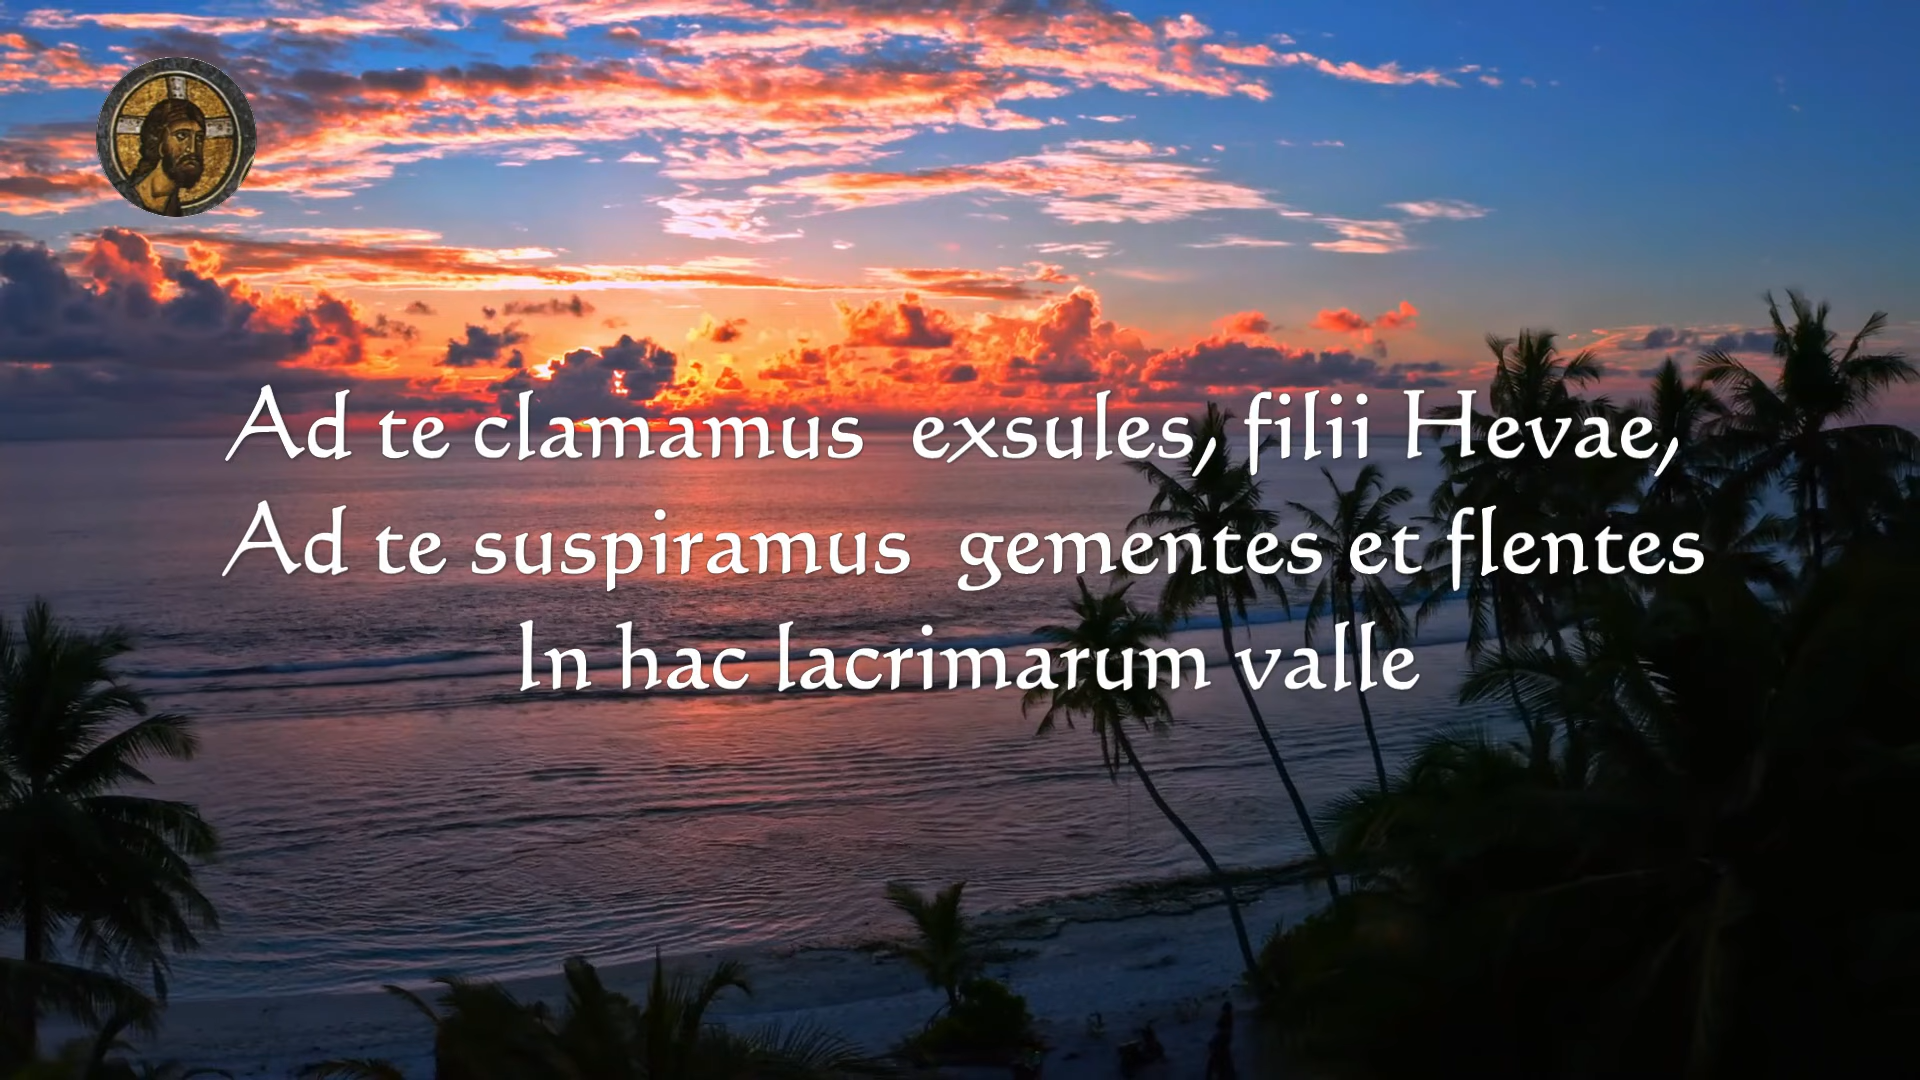 Ad te clamamus exsules, filii Hevae,
Ad te suspiramus gementes et flentes
In hac lacrimarum valle